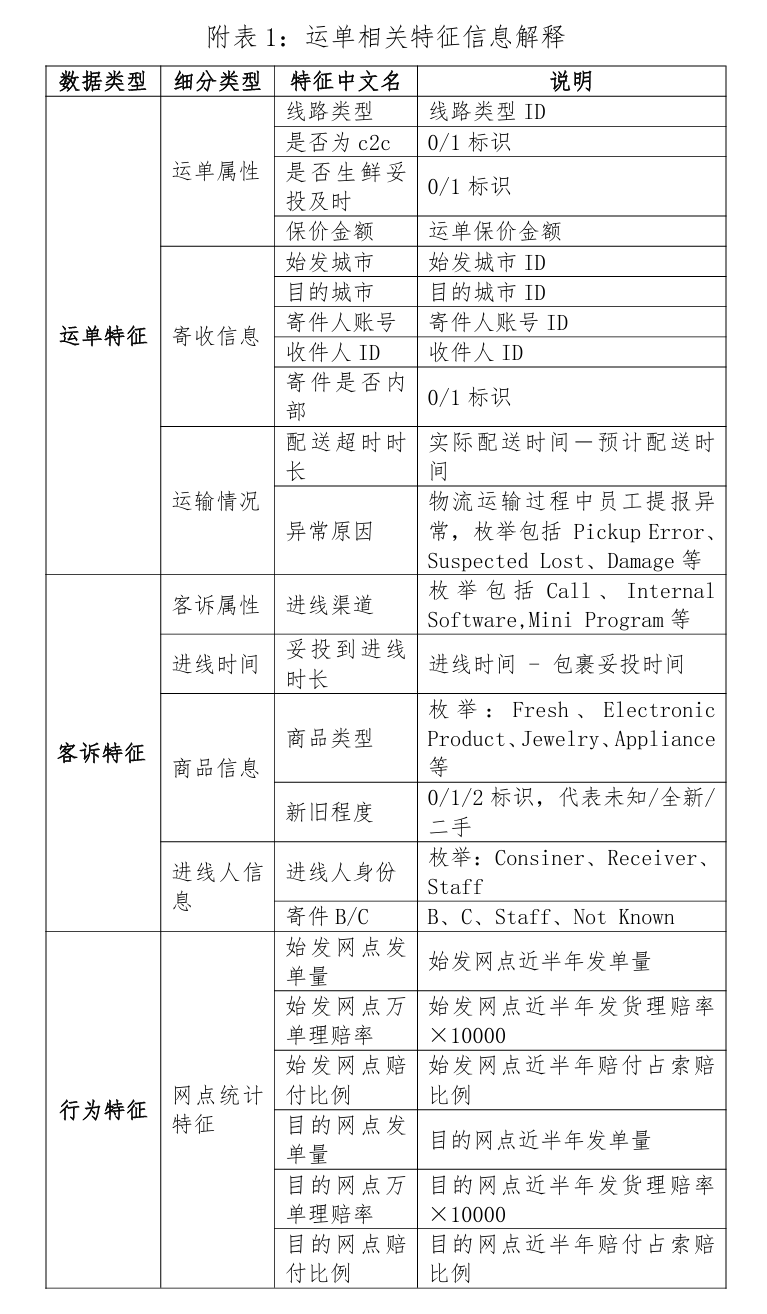 附表1：运单相关特征信息解释
数据类型 细分类型 特征中文名 说明
运单特征
运单属性
线路类型 线路类型 ID
是否为 c2c 0/1 标识
是否生鲜妥
投及时
0/1 标识
保价金额 运单保价金额
寄收信息
始发城市 始发城市 ID
目的城市 目的城市 ID
寄件人账号 寄件人账号 ID
收件人 ID 收件人 ID
寄件是否内
部
0/1 标识
运输情况
配送超时时
长
实际配送时间－预计配送时
间
异常原因
物流运输过程中员工提报异
常，枚举包括 Pickup Error、
Suspected Lost、Damage 等
客诉特征
客诉属性
进线渠道
枚举包括 Call、Internal
Software,Mini Program 等
进线时间
妥投到进线
时长
进线时间 - 包裹妥投时间
商品信息
商品类型
枚举：Fresh、Electronic
Product、Jewelry、Appliance
等
新旧程度
0/1/2 标识，代表未知/全新/
二手
进线人信
息
进线人身份
枚举：Consiner、Receiver、
Staff
寄件 B/C B、C、Staff、Not Known
行为特征
网点统计
特征
始发网点发
单量
始发网点近半年发单量
始发网点万
单理赔率
始发网点近半年发货理赔率
×10000
始发网点赔
付比例
始发网点近半年赔付占索赔
比例
目的网点发
单量
目的网点近半年发单量
目的网点万
单理赔率
目的网点近半年发货理赔率
×10000
目的网点赔
付比例
目的网点近半年赔付占索赔
比例